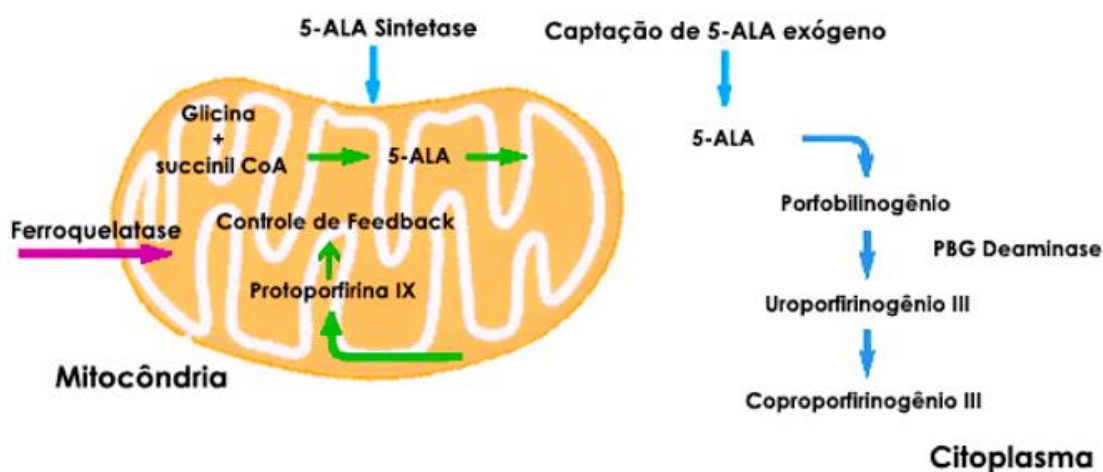 5-ALA Sintetase
Captação de 5-ALA exógeno
Glicina
+
succinil CoA
5-ALA
5-ALA
Porfobilinogênio
Controle de Feedback
Ferroquelatase
PBG Deaminase
Protoporfirina IX
Uroporfirinogênio III
Mitocôndria
Coproporfirinogênio III
Citoplasma